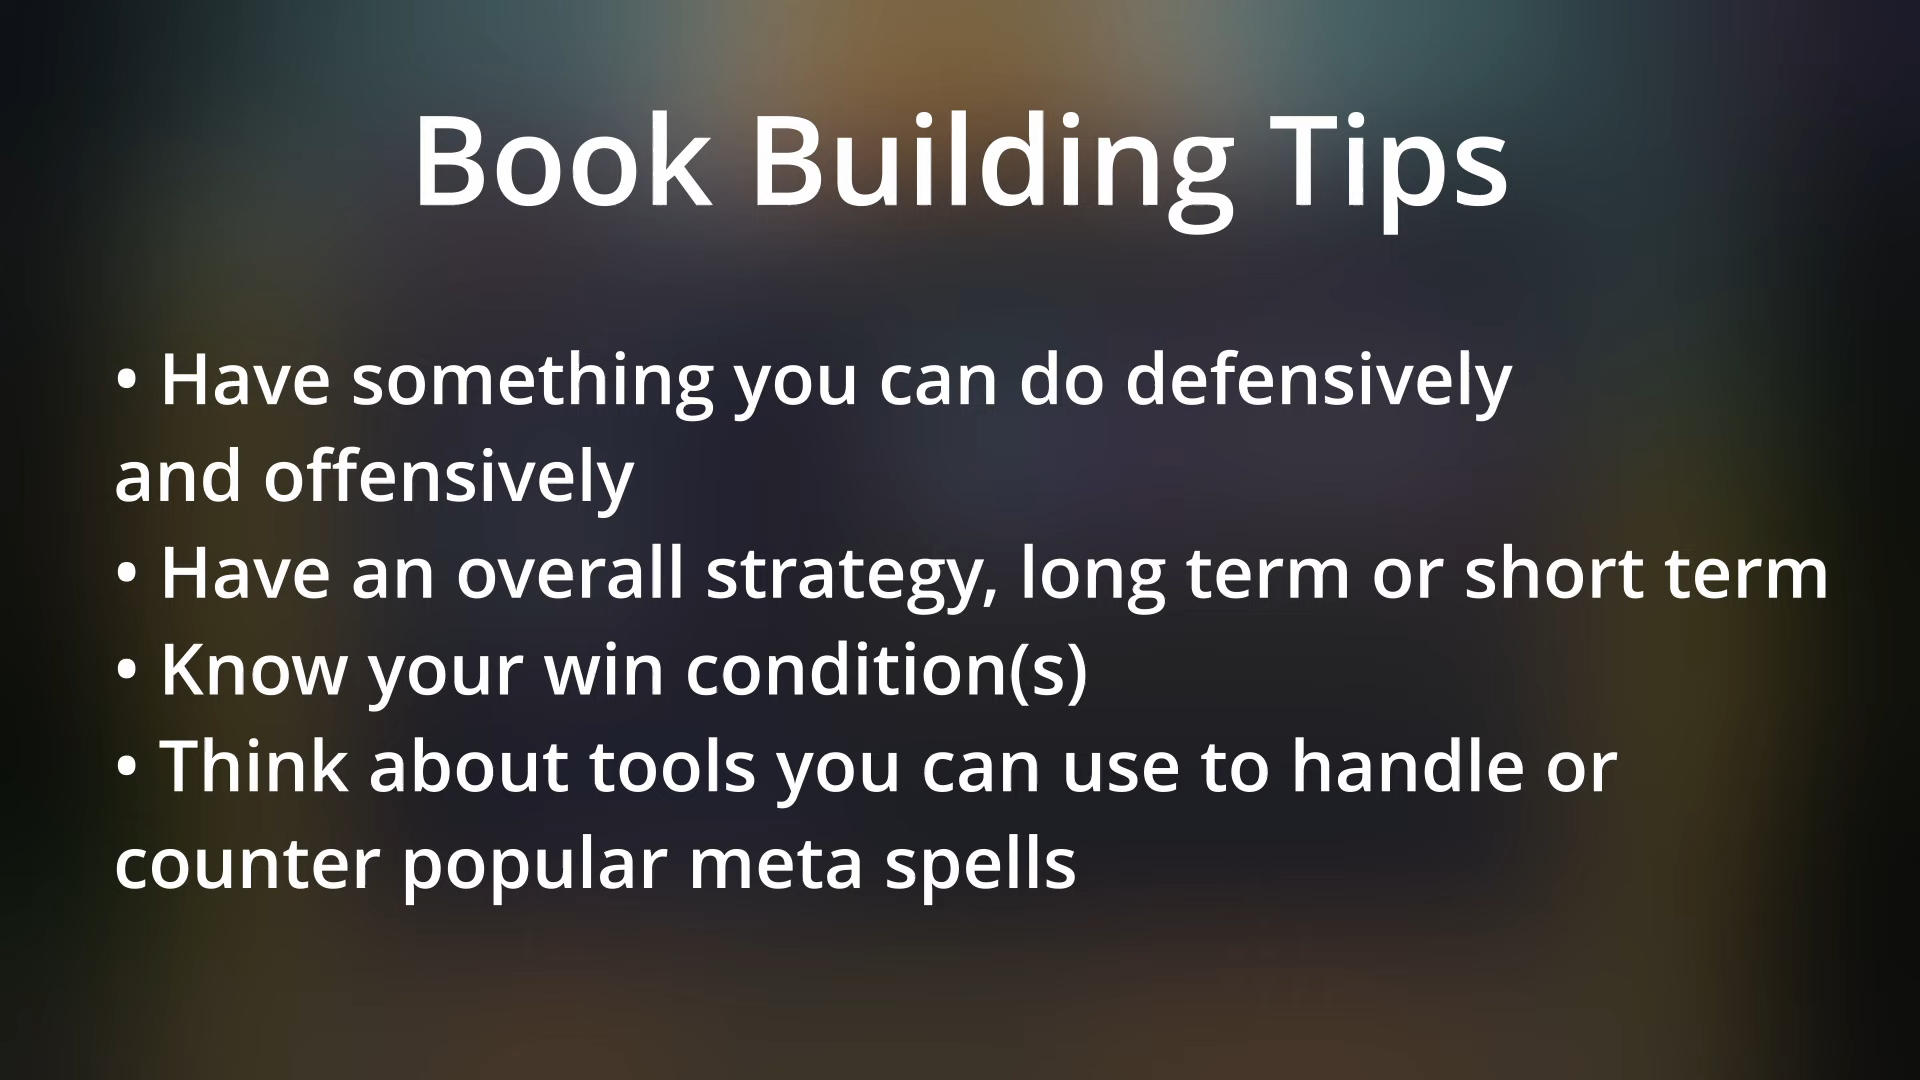 Book Building Tips
• Have something you can do defensively
and offensively
• Have an overall strategy, long term or short term
• Know your win condition(s)
• Think about tools you can use to handle or
counter popular meta spells